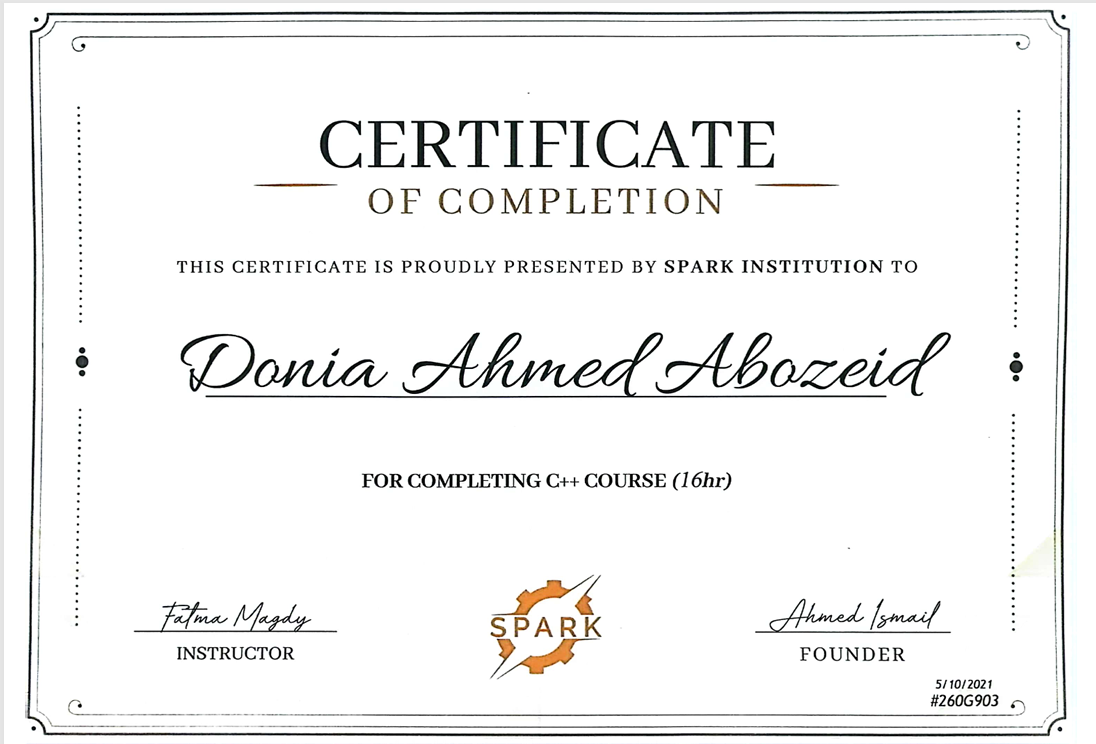 CERTIFICATE
OF COMPLETION
THIS CERTIFICATE IS PROUDLY PRESENTED BY SPARK INSTITUTION TO
Donia Ahmed Abozeid
FOR COMPLETING C++ COURSE (16hr)
Fatma Magdy
INSTRUCTOR
SPARK
Ahmed Ismail
FOUNDER
5/10/2021
#260G903